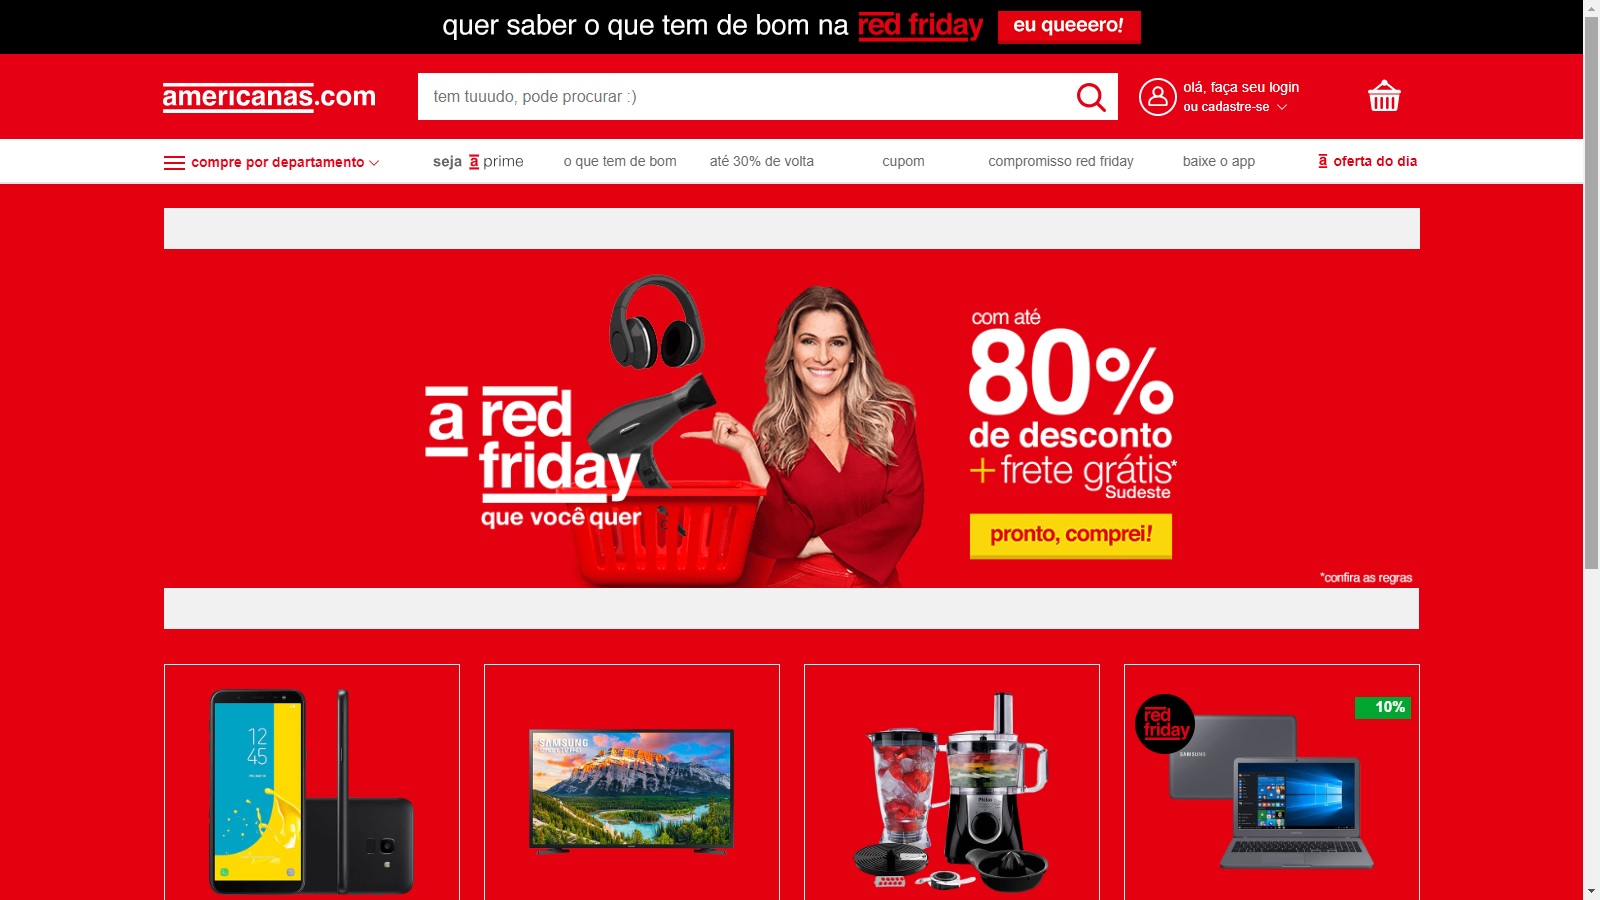 quer saber o que tem de bom na red friday eu queeero!
americanas.com
tem tuuudo, pode procurar :)
olá, faça seu login
ou cadastre-se
compre por departamento
seja a prime
o que tem de bom
até 30% de volta
cupom
compromisso red friday
baixe o app
a oferta do dia
a red friday
que você quer
com até
80%
de desconto
+frete grátis*
Sudeste
pronto, comprei!
*confira as regras
12
45
SAMSUNG
Philco
red
friday
SAMSUNG
10%